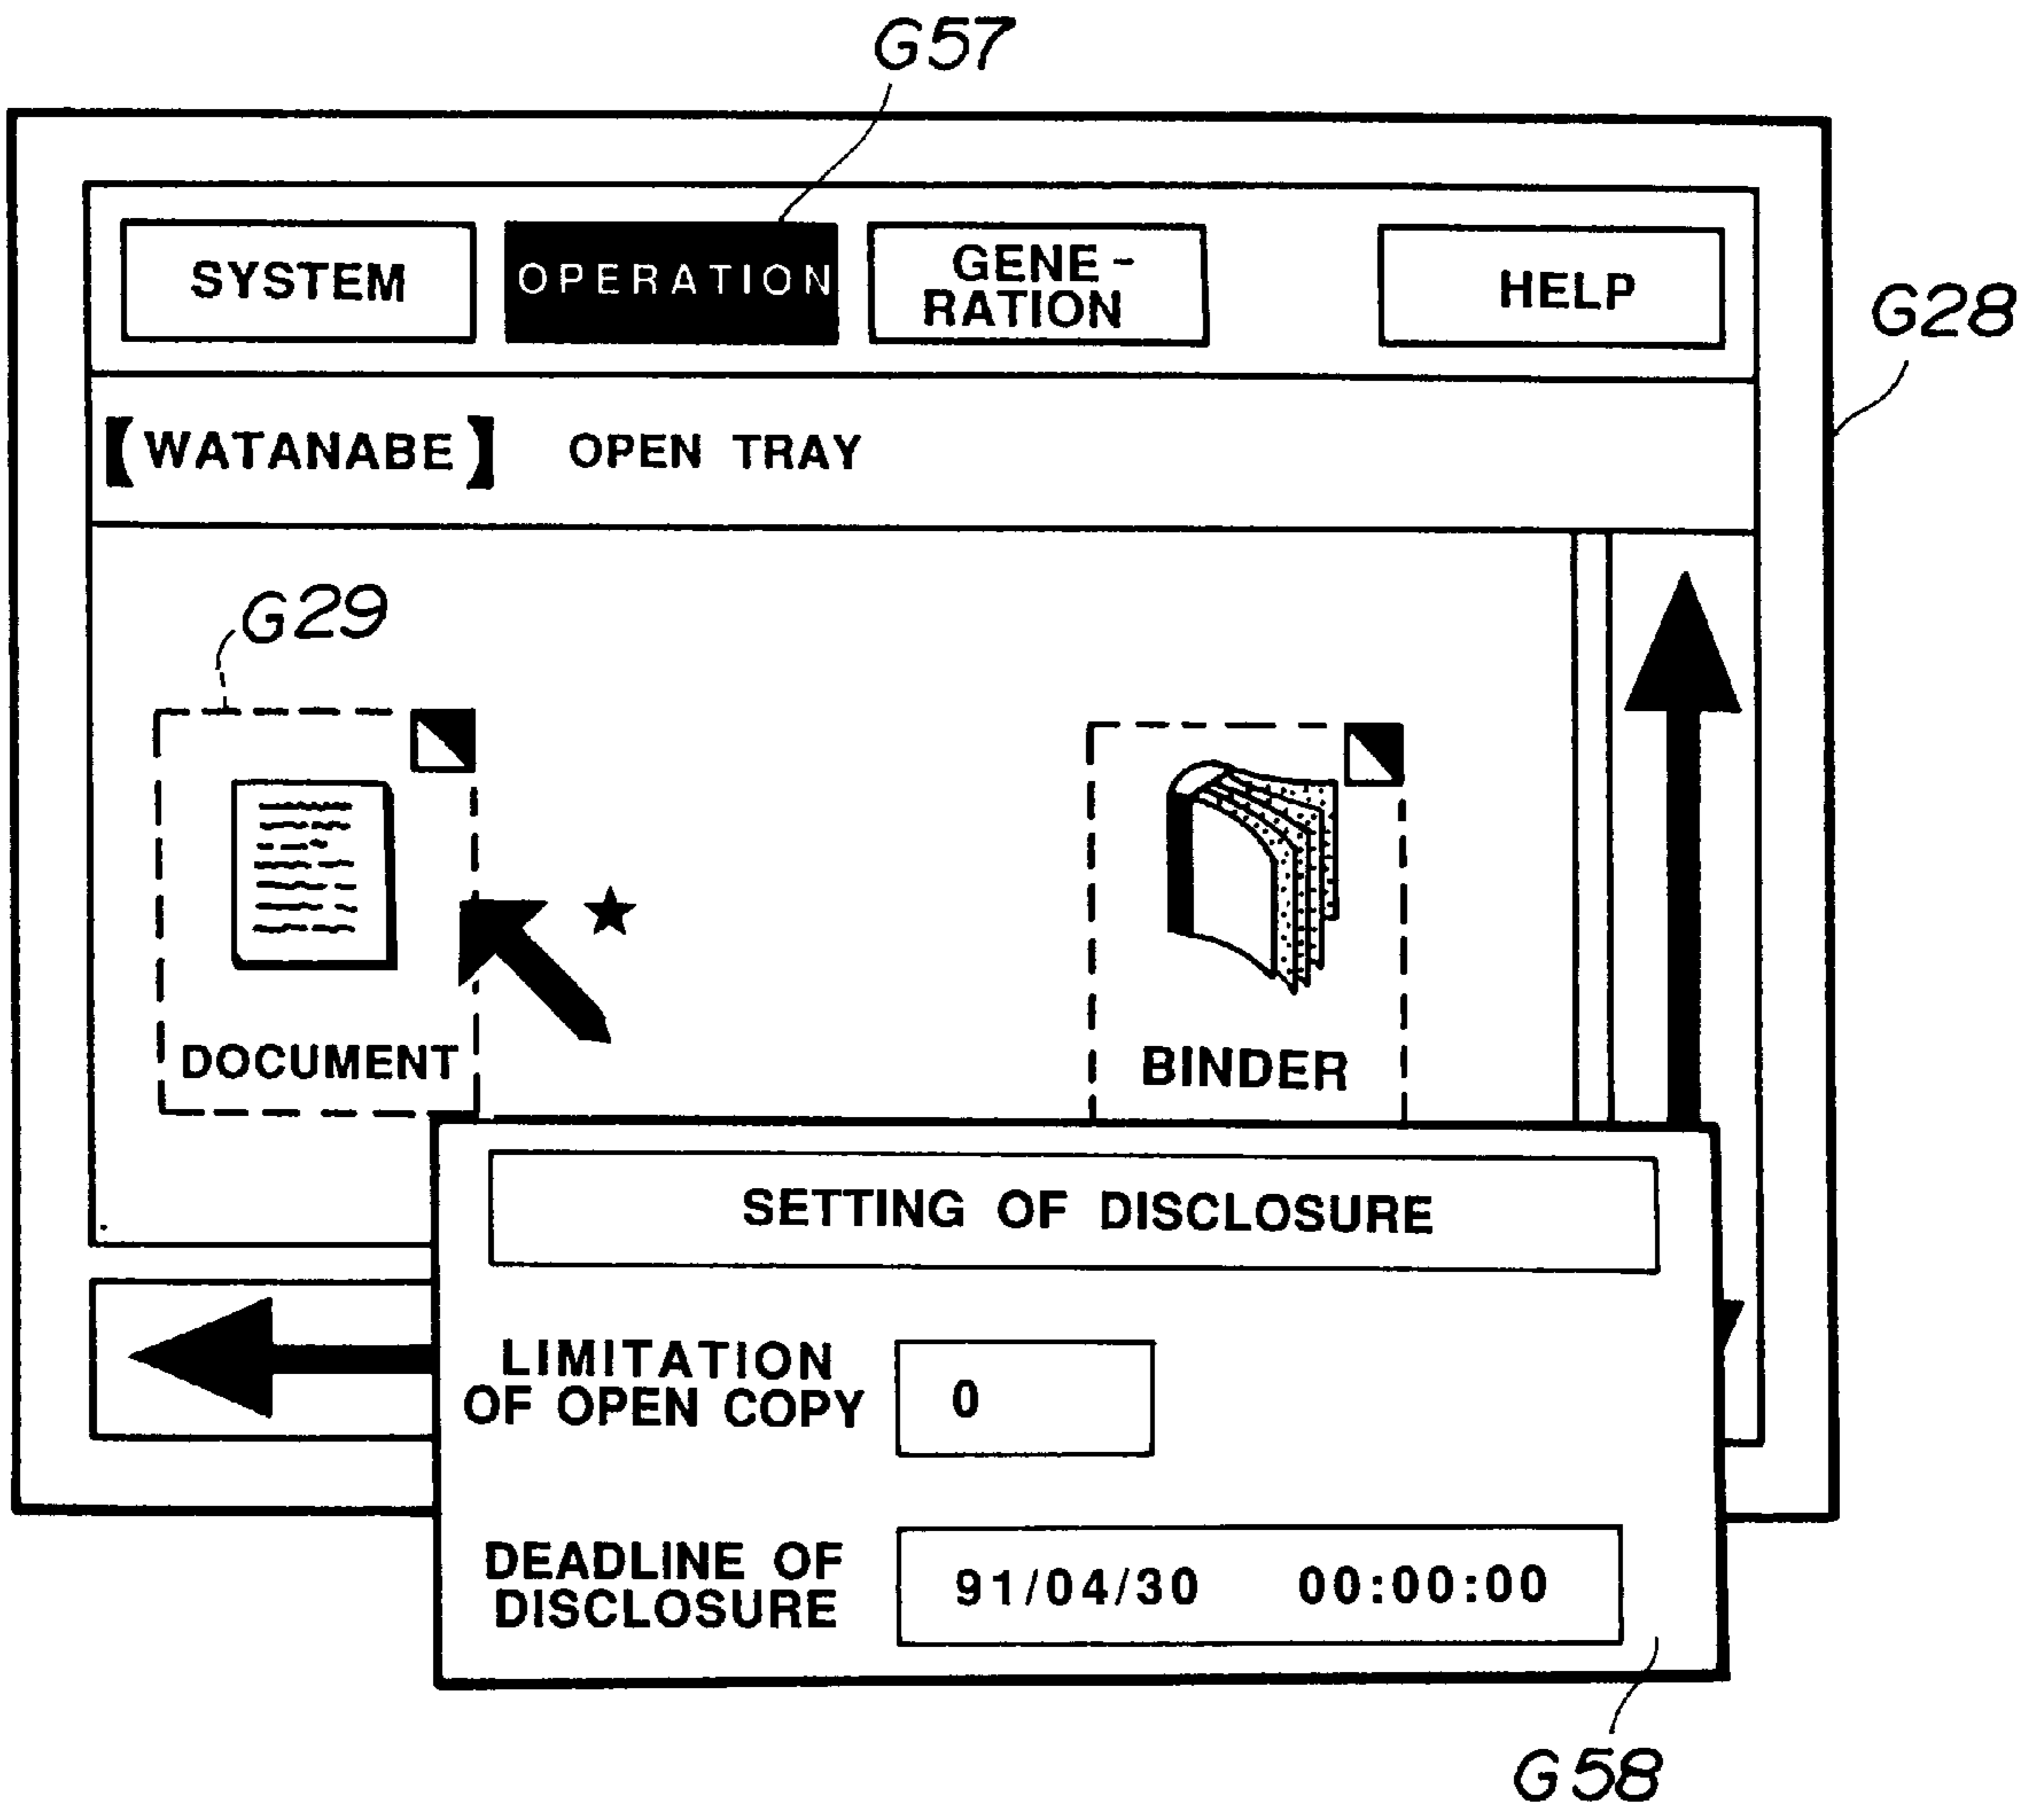 G57
SYSTEM
OPERATION
GENE-
RATION
HELP
G28
【WATANABE】 OPEN TRAY
G29
DOCUMENT
BINDER
SETTING OF DISCLOSURE
LIMITATION
OF OPEN COPY
0
DEADLINE OF
DISCLOSURE
91/04/30 00:00:00
G58